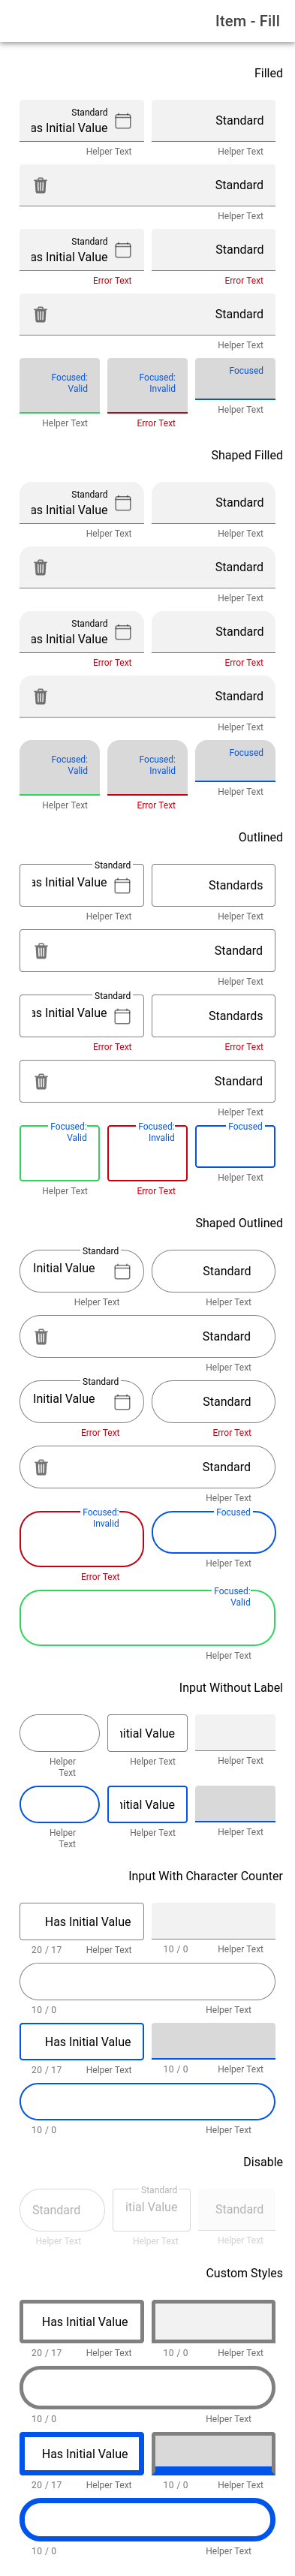 Item - Fill
Filled
Standard
Standard
as Initial Value
Helper Text
Helper Text
Standard
Helper Text
Standard
Standard
as Initial Value
Error Text
Error Text
Standard
Helper Text
Focused
Focused:
Invalid
Focused:
Valid
Helper Text
Error Text
Helper Text
Shaped Filled
Standard
Standard
as Initial Value
Helper Text
Helper Text
Standard
Helper Text
Standard
Standard
as Initial Value
Error Text
Error Text
Standard
Helper Text
Focused
Focused:
Invalid
Focused:
Valid
Helper Text
Error Text
Helper Text
Outlined
Standards
Standard
as Initial Value
Helper Text
Helper Text
Standard
Helper Text
Standards
Standard
as Initial Value
Error Text
Error Text
Standard
Helper Text
Focused
Focused:
Invalid
Focused:
Valid
Helper Text
Error Text
Helper Text
Shaped Outlined
Standard
Standard
Initial Value
Helper Text
Helper Text
Standard
Helper Text
Standard
Standard
Initial Value
Error Text
Error Text
Standard
Helper Text
Focused
Focused:
Invalid
Helper Text
Error Text
Focused:
Valid
Helper Text
Input Without Label
itial Value
Helper Text
Helper Text
Helper
Text
itial Value
Helper Text
Helper Text
Helper
Text
Input With Character Counter
Has Initial Value
Helper Text
10 / 0
Helper Text
20 / 17
Helper Text
10 / 0
Has Initial Value
Helper Text
10 / 0
Helper Text
20 / 17
Helper Text
10 / 0
Disable
Standard
Standard
itial Value
Standard
Helper Text
Helper Text
Helper Text
Custom Styles
Has Initial Value
Helper Text
10 / 0
Helper Text
20 / 17
Helper Text
10 / 0
Has Initial Value
Helper Text
10 / 0
Helper Text
20 / 17
Helper Text
10 / 0